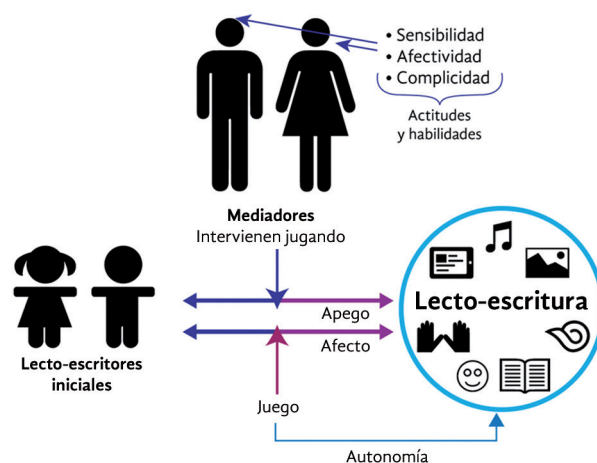 • Sensibilidad
• Afectividad
• Complicidad
Actitudes
y habilidades
Mediadores
Intervienen jugando
Lecto-escritura
Apego
Afecto
Lecto-escritores
iniciales
Juego
Autonomía